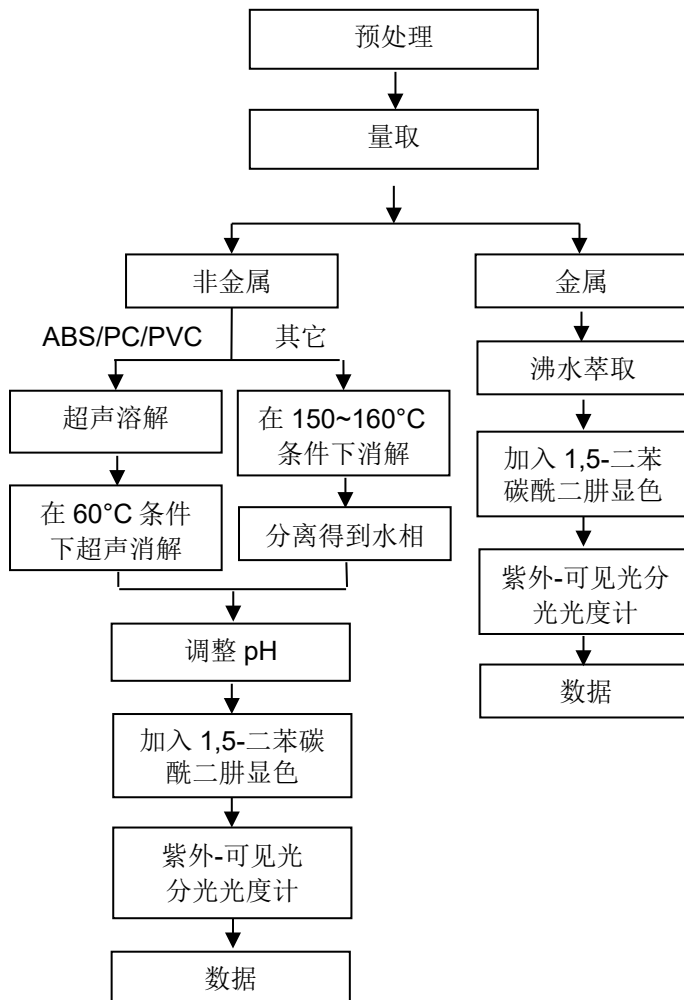 预处理
量取
非金属
金属
ABS/PC/PVC
其它
沸水萃取
超声溶解
在 150~160°C
条件下消解
加入 1,5-二苯
碳酰二肼显色
在 60°C 条件
下超声消解
分离得到水相
紫外-可见光分
光光度计
调整 pH
数据
加入 1,5-二苯碳
酰二肼显色
紫外-可见光
分光光度计
数据